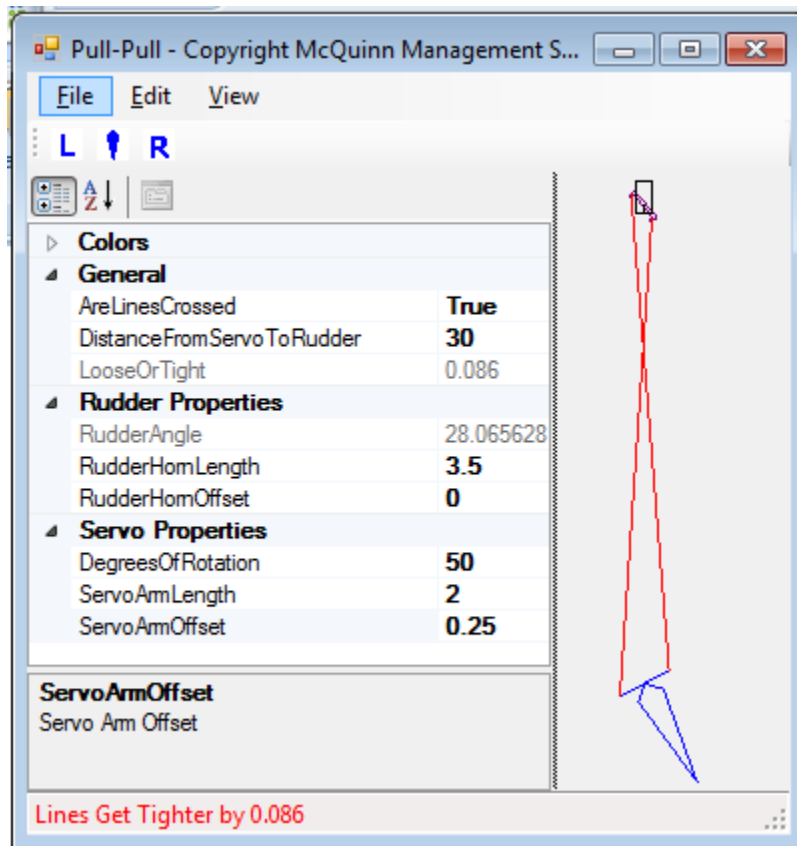 Pull-Pull - Copyright McQuinn Management S...
File Edit View
L R
A Z
Colors
General
AreLinesCrossed True
DistanceFromServoToRudder 30
LooseOrTight 0.086
Rudder Properties
RudderAngle 28.065628
RudderHornLength 3.5
RudderHornOffset 0
Servo Properties
DegreesOfRotation 50
ServoArmLength 2
ServoArmOffset 0.25
ServoArmOffset
Servo Arm Offset
Lines Get Tighter by 0.086